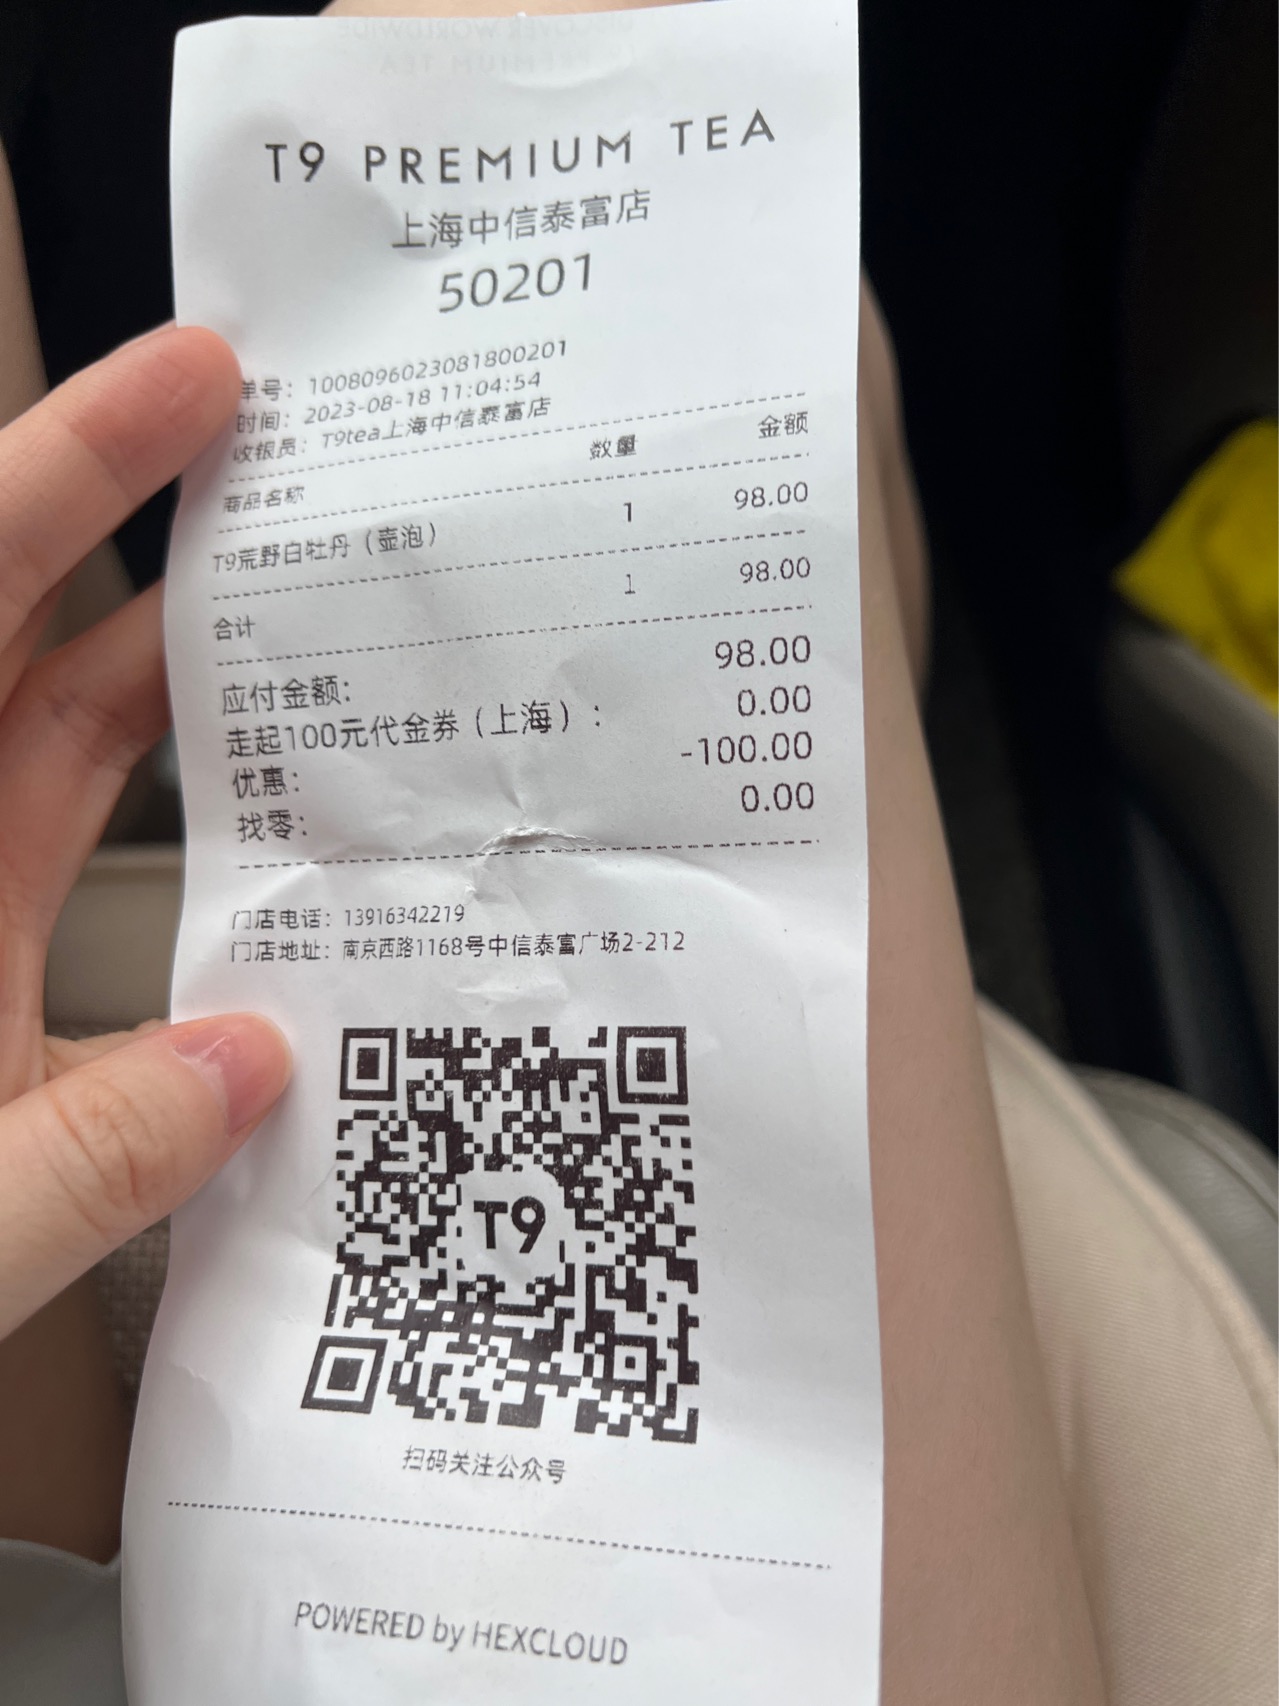 T9 PREMIUM TEA
上海中信泰富店
50201
单号：1008096023081800201
时间：2023-08-18 11:04:54
收银员：T9tea上海中信泰富店
商品名称 数量 金额
T9荒野白牡丹（壶泡） 1 98.00
合计 1 98.00
应付金额： 98.00
走起100元代金券（上海）： 0.00
优惠： -100.00
找零： 0.00
门店电话：13916342219
门店地址：南京西路1168号中信泰富广场2-212
T9
扫码关注公众号
POWERED by HEXCLOUD